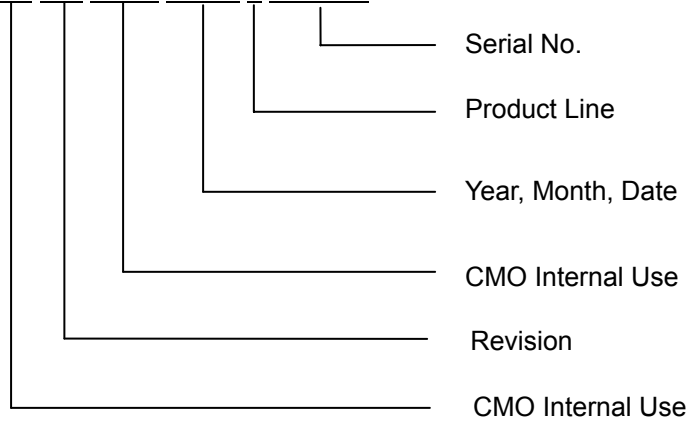 Serial No.
Product Line
Year, Month, Date
CMO Internal Use
Revision
CMO Internal Use